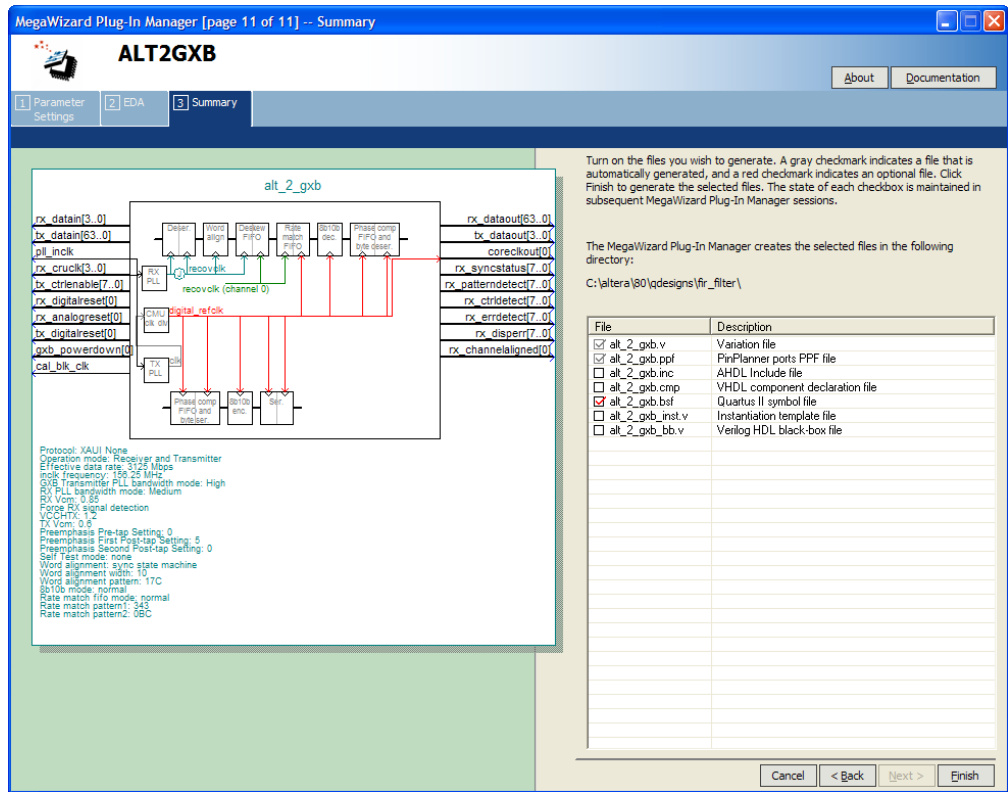 MegaWizard Plug-In Manager [page 11 of 11] -- Summary
ALT2GXB
About
Documentation
1 Parameter Settings
2 EDA
3 Summary
Turn on the files you wish to generate. A gray checkmark indicates a file that is
automatically generated, and a red checkmark indicates an optional file. Click
Finish to generate the selected files. The state of each checkbox is maintained in
subsequent MegaWizard Plug-In Manager sessions.
The MegaWizard Plug-In Manager creates the selected files in the following
directory:
C:\altera\80\qdesigns\fir_filter\
alt_2_gxb
rx_datain[3..0]
tx_datain[63..0]
pll_inclk
rx_cruclk[3..0]
tx_ctrlenable[7..0]
rx_digitalreset[0]
rx_analogreset[0]
tx_digitalreset[0]
gxb_powerdown[0]
cal_blk_clk
Deser.
Word align
Deskew FIFO
Rate match FIFO
8b10b dec.
Phase comp FIFO and byte deser.
RX PLL
2
recovclk
recovclk (channel 0)
CMU clk div
digital_refclk
TX PLL
clk
Phase comp FIFO and byte ser.
8b10b enc.
Ser.
rx_dataout[63..0]
tx_dataout[3..0]
coreclkout[0]
rx_syncstatus[7..0]
rx_patterndetect[7..0]
rx_ctrldetect[7..0]
rx_errdetect[7..0]
rx_disperr[7..0]
rx_channelaligned[0]
Protocol: XAUI None
Operation mode: Receiver and Transmitter
Effective data rate: 3125 Mbps
inclk frequency: 156.25 MHz
GXB Transmitter PLL bandwidth mode: High
RX PLL bandwidth mode: Medium
RX Vcm: 0.85
Force RX signal detection
VCCHTX: 1.2
TX Vcm: 0.6
Preemphasis Pre-tap Setting: 0
Preemphasis First Post-tap Setting: 5
Preemphasis Second Post-tap Setting: 0
Self Test mode: none
Word alignment: sync state machine
Word alignment width: 10
Word alignment pattern: 17C
8b10b mode: normal
Rate match fifo mode: normal
Rate match pattern1: 343
Rate match pattern2: 0BC
File Description
alt_2_gxb.v Variation file
alt_2_gxb.ppf PinPlanner ports PPF file
alt_2_gxb.inc AHDL Include file
alt_2_gxb.cmp VHDL component declaration file
alt_2_gxb.bsf Quartus II symbol file
alt_2_gxb_inst.v Instantiation template file
alt_2_gxb_bb.v Verilog HDL black-box file
Cancel
< Back
Next >
Finish